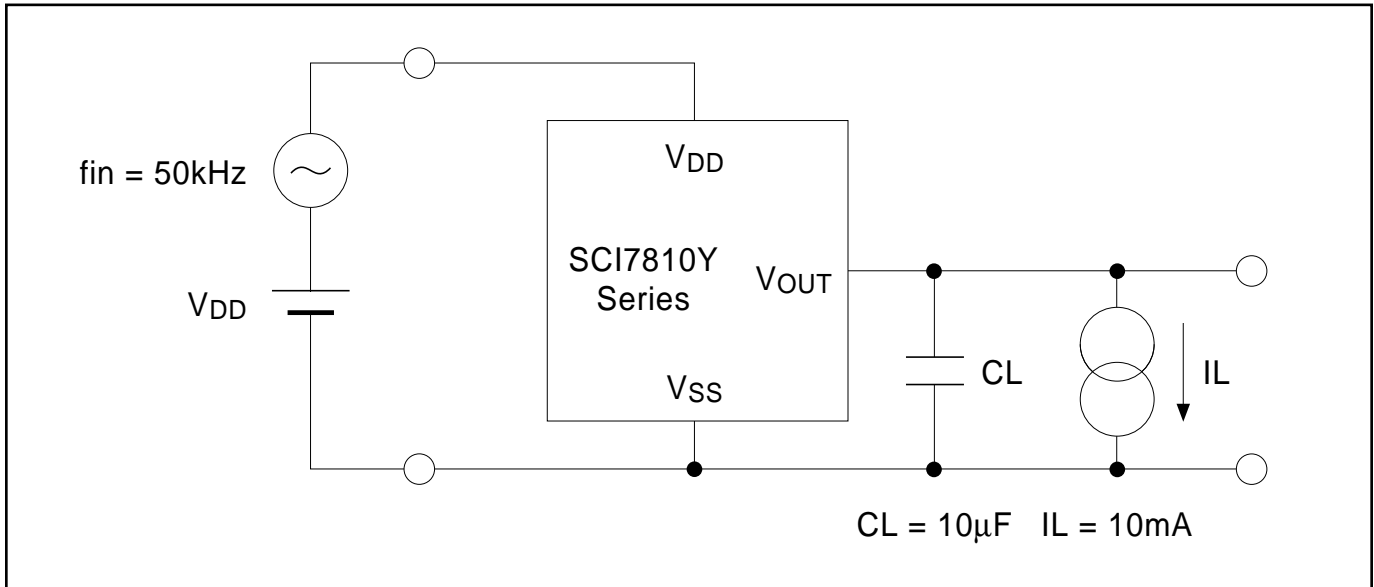 fin = 50kHz
VDD
VDD
SCI7810Y
Series
VOUT
VSS
CL
IL
CL = 10μF IL = 10mA